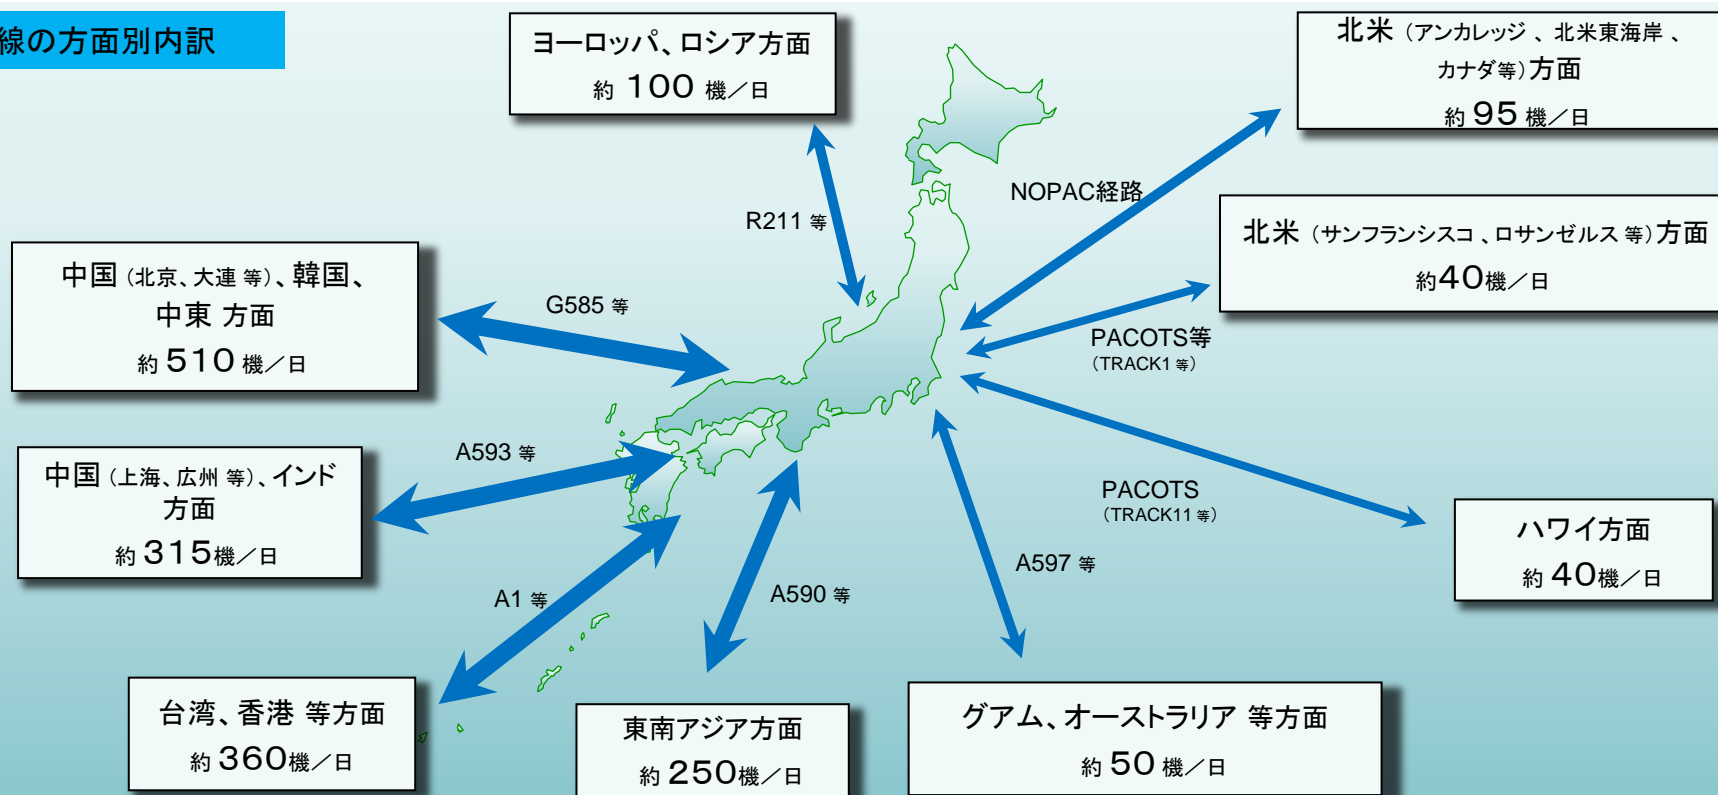 線の方面別内訳
ヨーロッパ、ロシア方面
約 100 機／日
北米 （アンカレッジ 、北米東海岸 、
カナダ等）方面
約 95 機／日
NOPAC経路
R211 等
北米 （サンフランシスコ 、ロサンゼルス 等）方面
約40機／日
中国（北京、大連 等）、韓国、
中東 方面
約 510 機／日
G585 等
PACOTS等
（TRACK1 等）
A593 等
中国（上海、広州 等）、インド
方面
約 315機／日
PACOTS
（TRACK11 等）
ハワイ方面
約 40機／日
A597 等
A1 等
A590 等
台湾、香港 等方面
約 360機／日
東南アジア方面
約 250機／日
グアム、オーストラリア 等方面
約 50 機／日